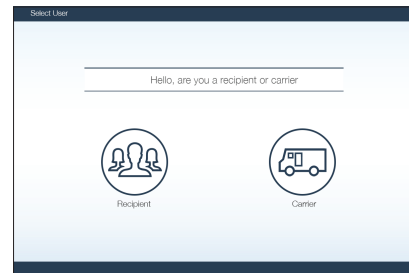 Select User
Hello, are you a recipient or carrier
Recipient
Carrier